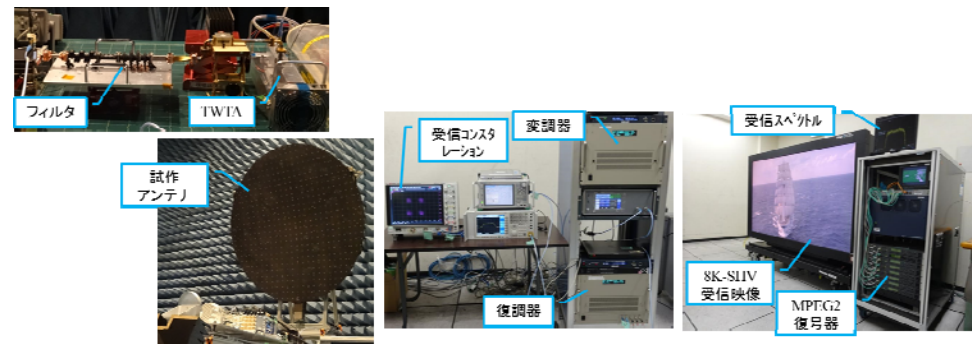 フィルタ
TWTA
試作
アンテナ
受信コンスタ
レーション
変調器
復調器
受信スペクトル
8K-SHV
受信映像
MPEG2
復号器